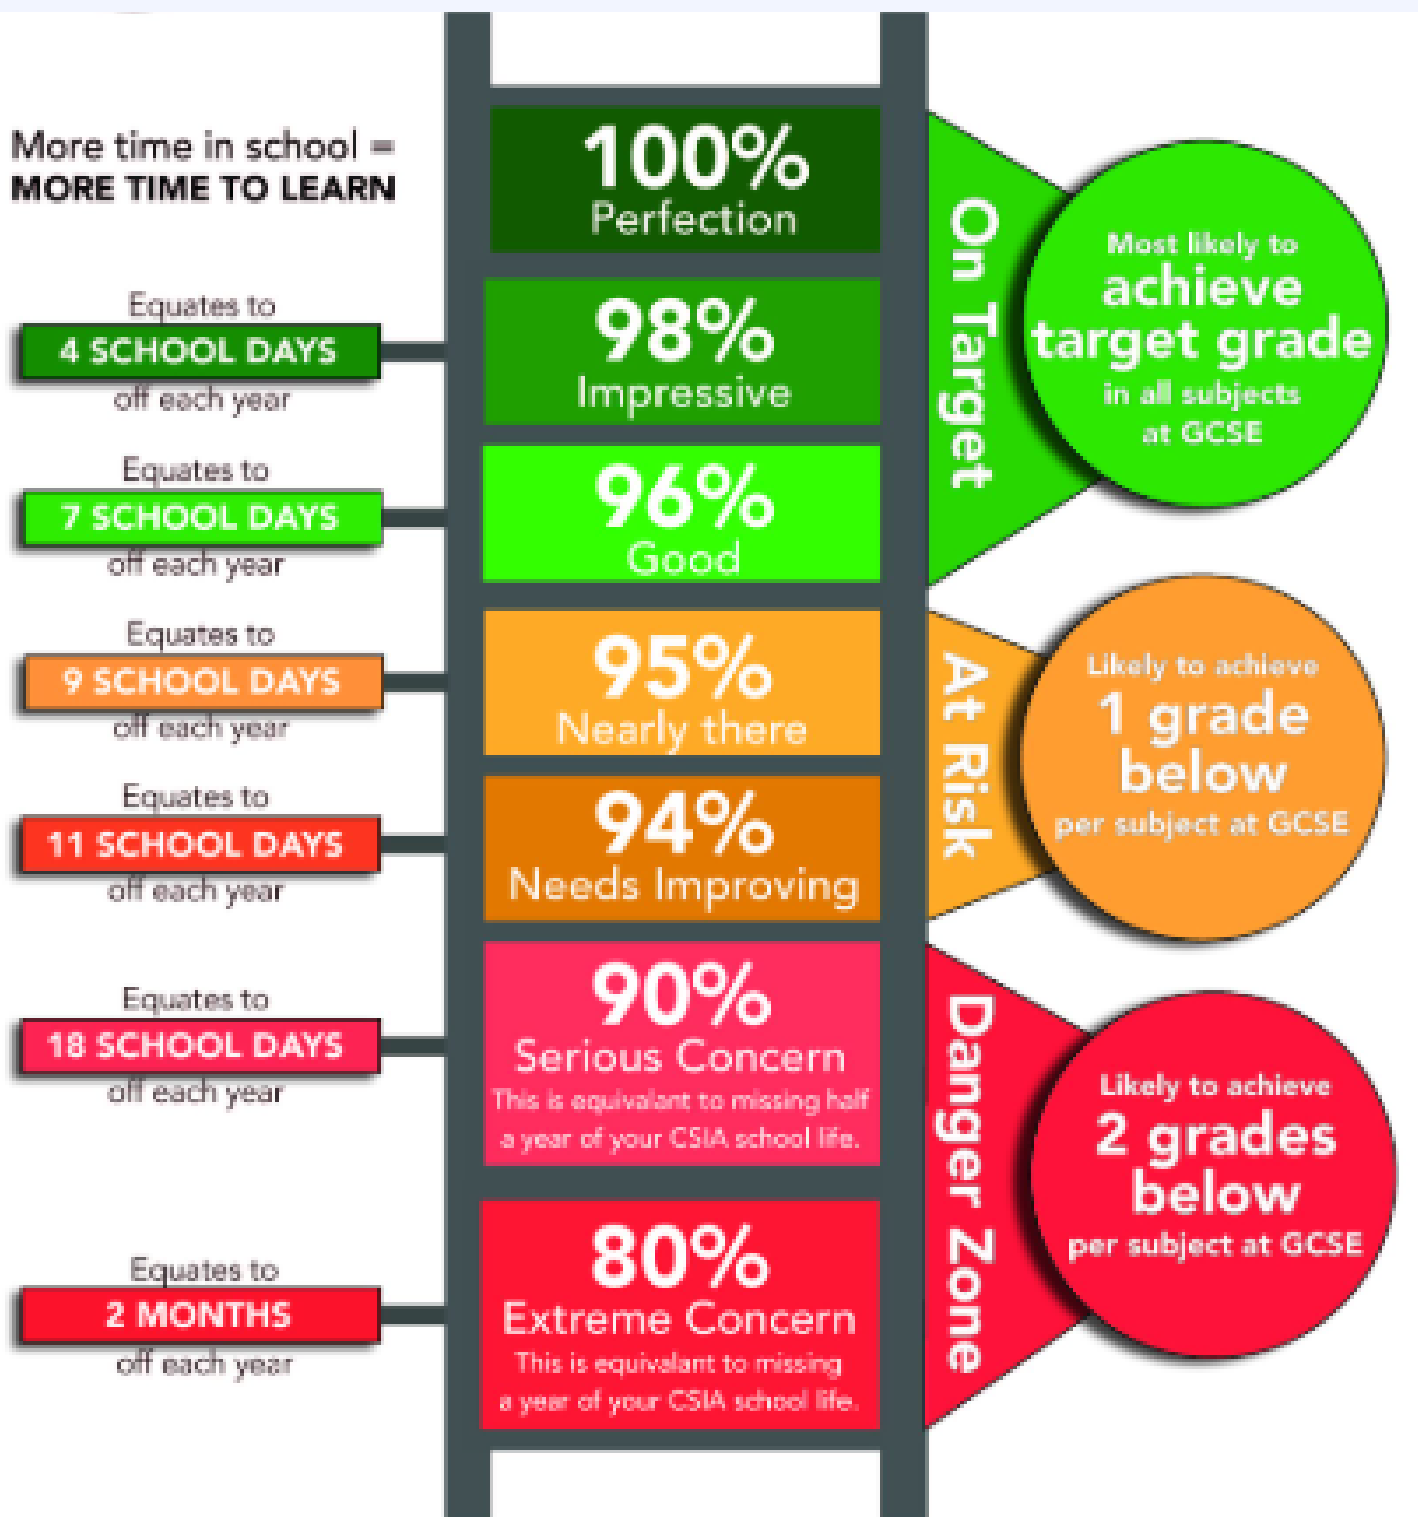 More time in school =
MORE TIME TO LEARN
100%
Perfection
Equates to
4 SCHOOL DAYS
off each year
98%
Impressive
Equates to
7 SCHOOL DAYS
off each year
96%
Good
On Target
Most likely to
achieve
target grade
in all subjects
at GCSE
Equates to
9 SCHOOL DAYS
off each year
95%
Nearly there
Equates to
11 SCHOOL DAYS
off each year
94%
Needs Improving
At Risk
Likely to achieve
1 grade
below
per subject at GCSE
Equates to
18 SCHOOL DAYS
off each year
90%
Serious Concern
This is equivalant to missing half
a year of your CSIA school life.
Equates to
2 MONTHS
off each year
80%
Extreme Concern
This is equivalant to missing
a year of your CSIA school life.
Danger Zone
Likely to achieve
2 grades
below
per subject at GCSE